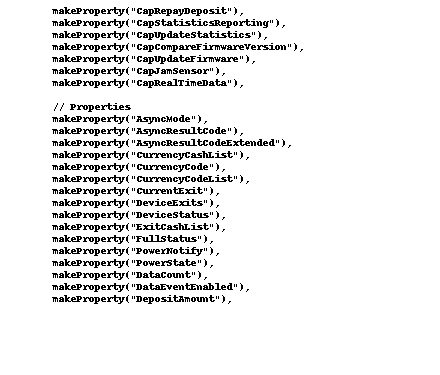 makeProperty("CapRepayDeposit"),
makeProperty("CapStatisticsReporting"),
makeProperty("CapUpdateStatistics"),
makeProperty("CapCompareFirmwareVersion"),
makeProperty("CapUpdateFirmware"),
makeProperty("CapJamSensor"),
makeProperty("CapRealTimeData"),
// Properties
makeProperty("AsyncMode"),
makeProperty("AsyncResultCode"),
makeProperty("AsyncResultCodeExtended"),
makeProperty("CurrencyCashList"),
makeProperty("CurrencyCode"),
makeProperty("CurrencyCodeList"),
makeProperty("CurrentExit"),
makeProperty("DeviceExits"),
makeProperty("DeviceStatus"),
makeProperty("ExitCashList"),
makeProperty("FullStatus"),
makeProperty("PowerNotify"),
makeProperty("PowerState"),
makeProperty("DataCount"),
makeProperty("DataEventEnabled"),
makeProperty("DepositAmount"),